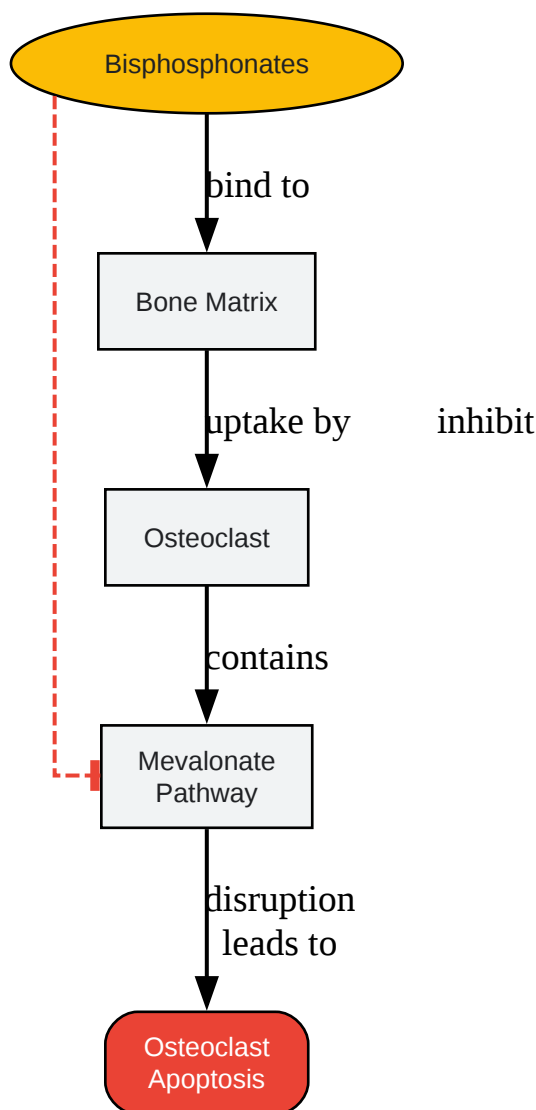 Bisphosphonates
bind to
Bone Matrix
uptake by
inhibit
Osteoclast
contains
Mevalonate
Pathway
disruption
leads to
Osteoclast
Apoptosis